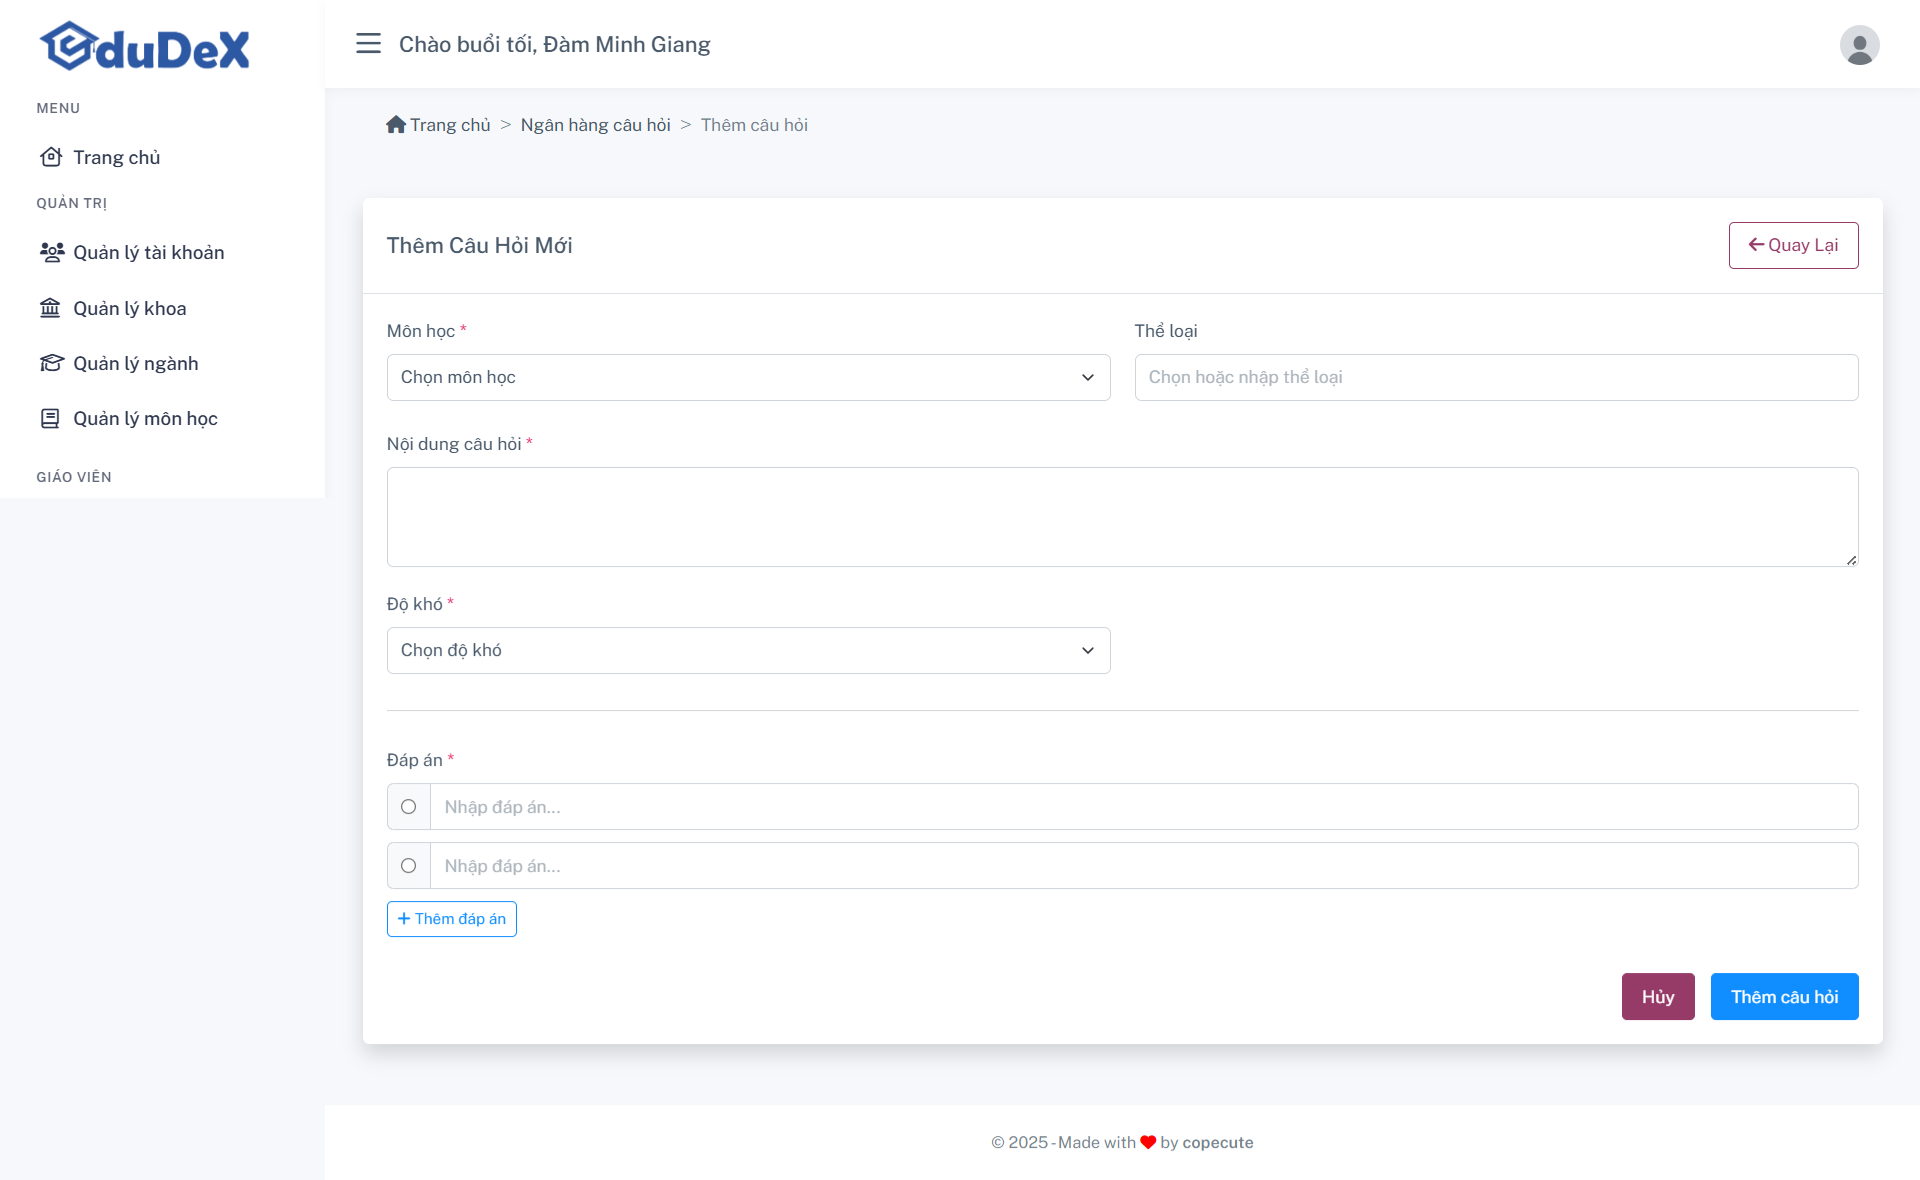 EduDeX
Chào buổi tối, Đàm Minh Giang
MENU
Trang chủ
QUẢN TRỊ
Quản lý tài khoản
Quản lý khoa
Quản lý ngành
Quản lý môn học
GIÁO VIÊN
Trang chủ > Ngân hàng câu hỏi > Thêm câu hỏi
Thêm Câu Hỏi Mới
Quay Lại
Môn học *
Thể loại
Chọn môn học
Chọn hoặc nhập thể loại
Nội dung câu hỏi *
Độ khó *
Chọn độ khó
Đáp án *
Nhập đáp án...
Nhập đáp án...
+ Thêm đáp án
Hủy
Thêm câu hỏi
© 2025 - Made with ❤ by copecute